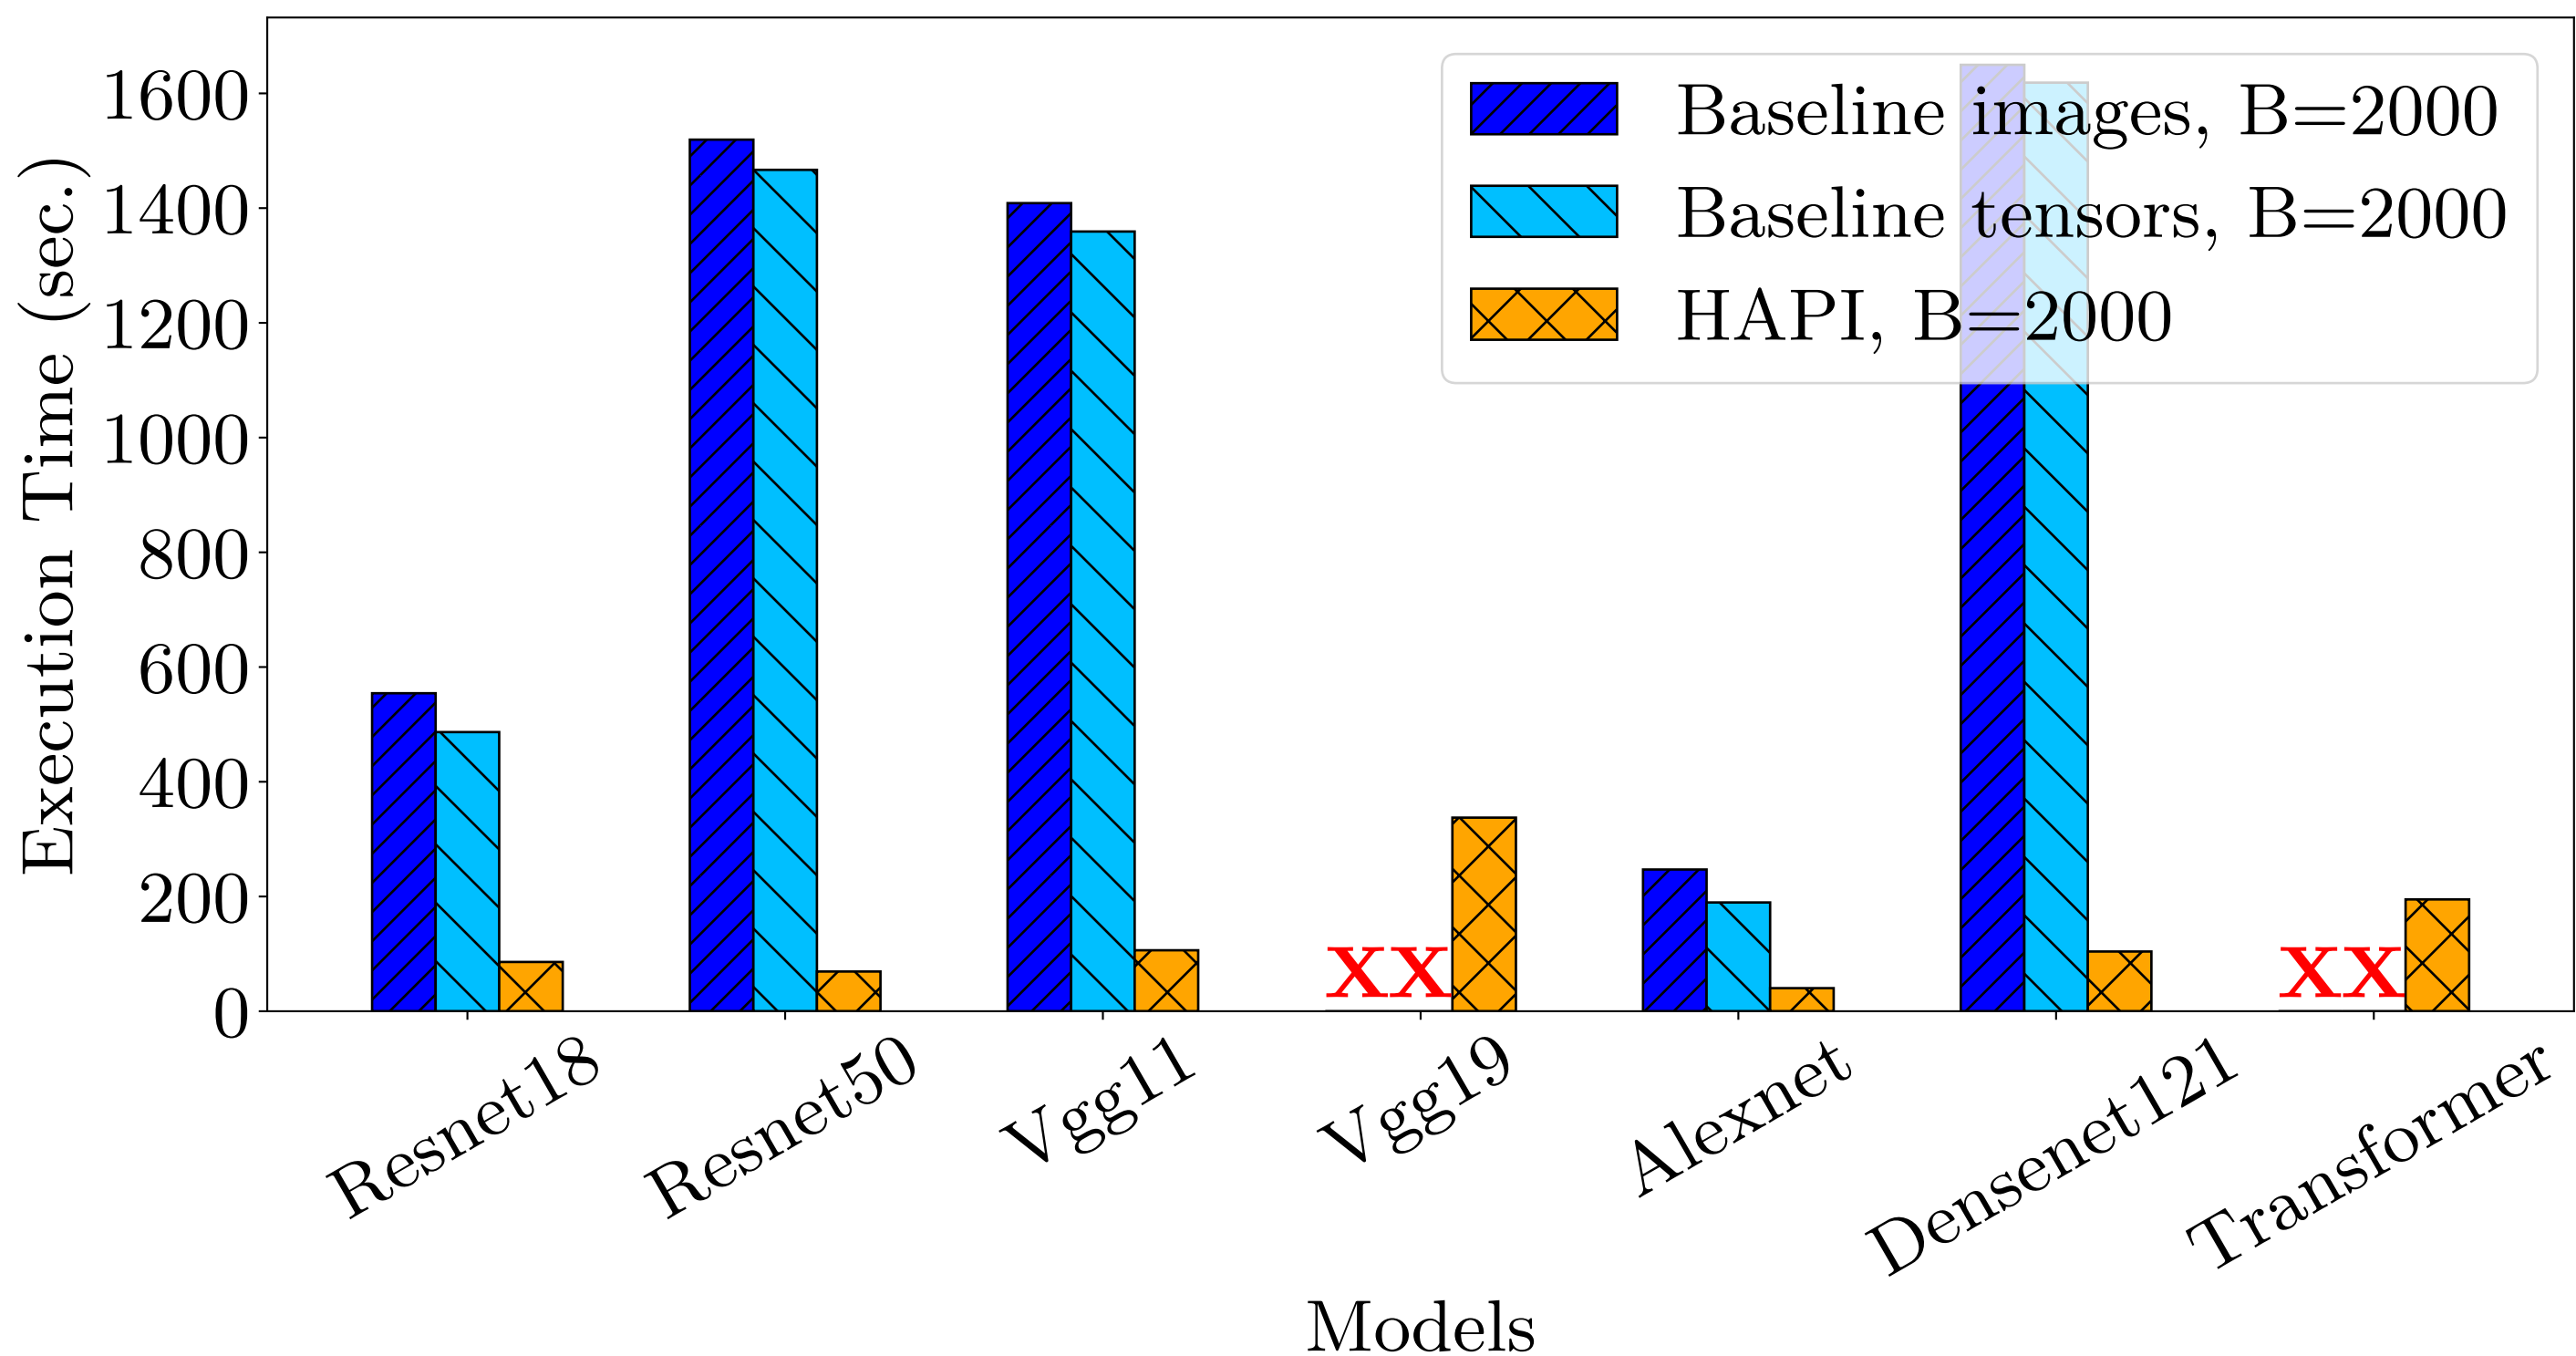 Execution Time (sec.)
1600
1400
1200
1000
800
600
400
200
0
Baseline images, B=2000
Baseline tensors, B=2000
HAPI, B=2000
XX
XX
Resnet18
Resnet50
Vgg11
Vgg19
Alexnet
Densenet121
Transformer
Models